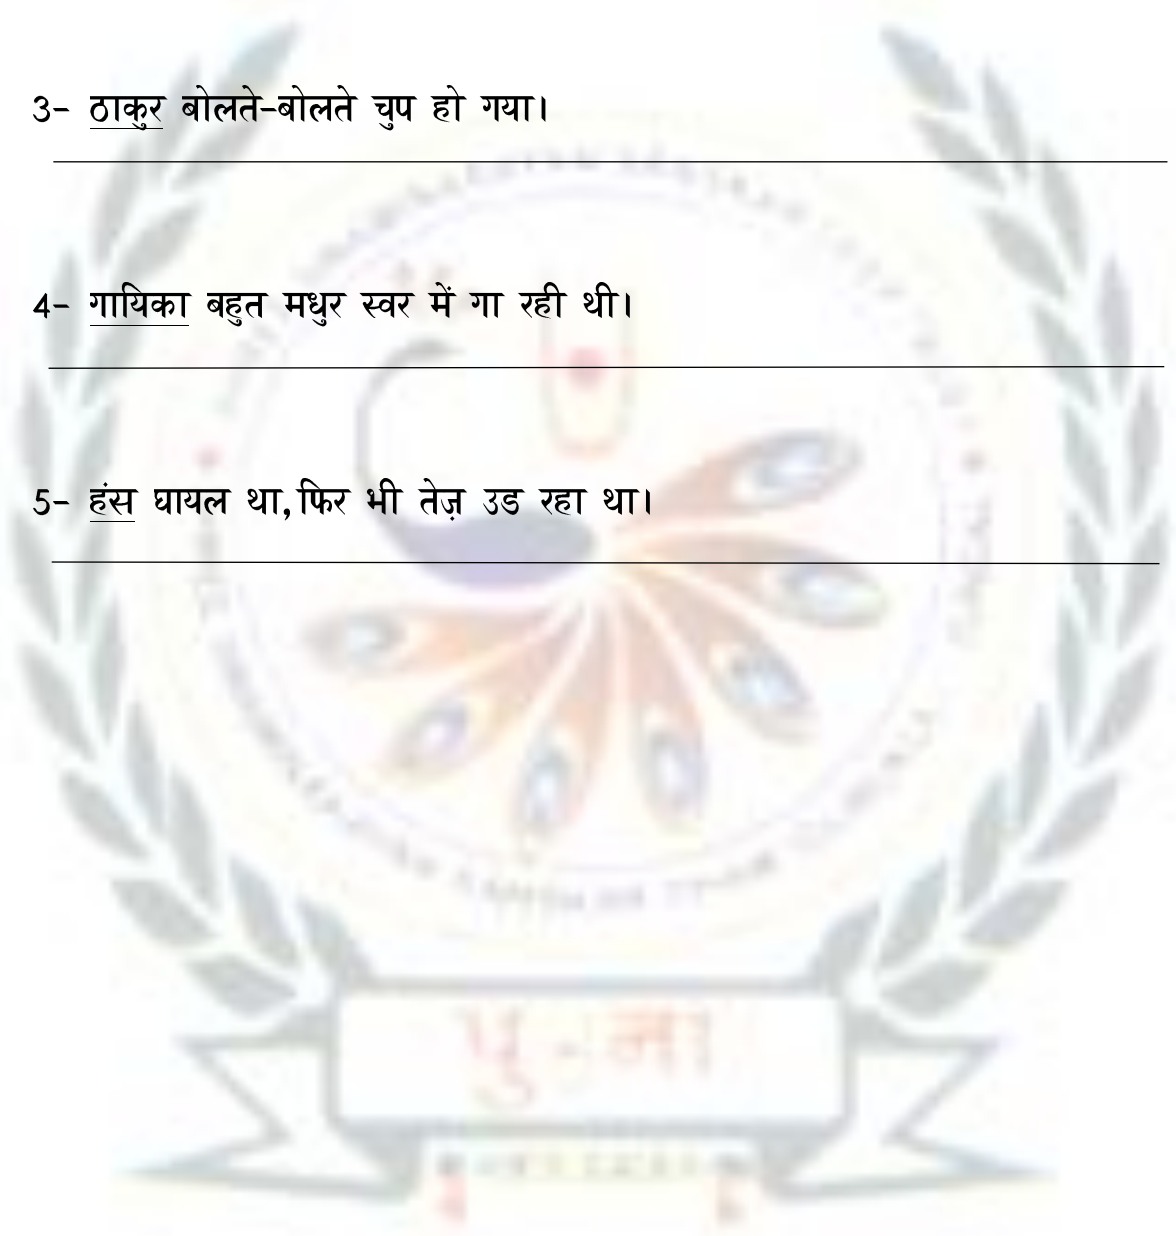 3- ठाकुर बोलते-बोलते चुप हो गया।
4- गायिका बहुत मधुर स्वर में गा रही थी।
5- हंस घायल था, फिर भी तेज़ उड रहा था।